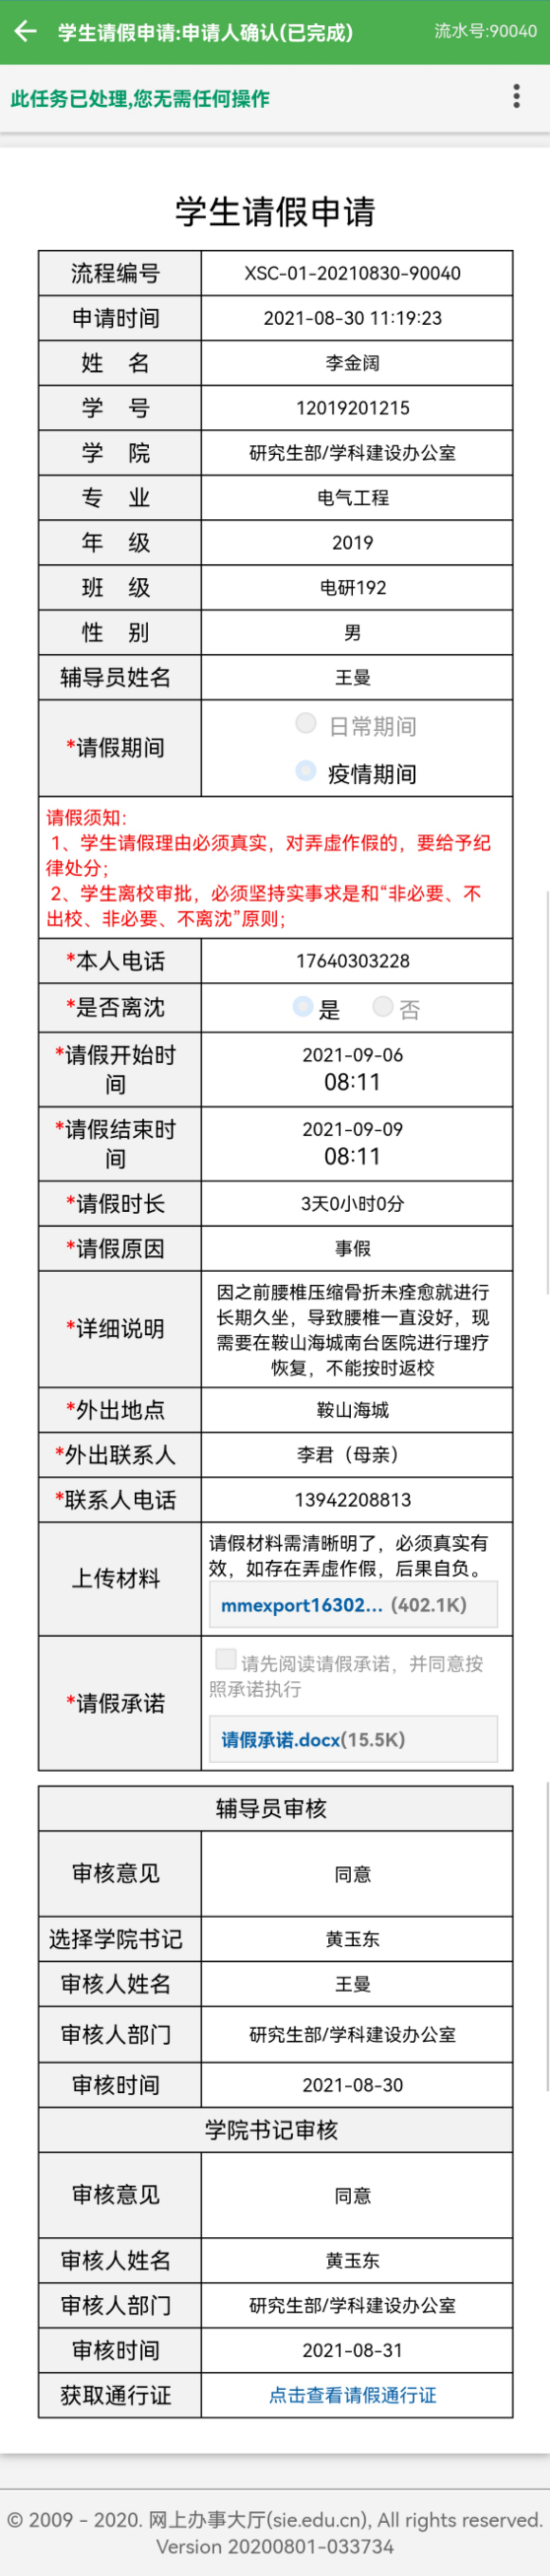 学生请假申请:申请人确认(已完成) 流水号:90040
此任务已处理,您无需任何操作
学生请假申请
流程编号 XSC-01-20210830-90040
申请时间 2021-08-30 11:19:23
姓 名 李金阔
学 号 12019201215
学 院 研究生部/学科建设办公室
专 业 电气工程
年 级 2019
班 级 电研192
性 别 男
辅导员姓名 王曼
*请假期间
日常期间
疫情期间
请假须知:
1、学生请假理由必须真实，对弄虚作假的，要给予纪
律处分;
2、学生离校审批，必须坚持实事求是和“非必要、不
出校、非必要、不离沈”原则;
*本人电话 17640303228
*是否离沈 是 否
*请假开始时
间
2021-09-06
08:11
*请假结束时
间
2021-09-09
08:11
*请假时长 3天0小时0分
*请假原因 事假
*详细说明
因之前腰椎压缩骨折未痊愈就进行
长期久坐，导致腰椎一直没好，现
需要在鞍山海城南台医院进行理疗
恢复，不能按时返校
*外出地点 鞍山海城
*外出联系人 李君（母亲）
*联系人电话 13942208813
上传材料
请假材料需清晰明了，必须真实有
效，如存在弄虚作假，后果自负。
mmexport16302... (402.1K)
*请假承诺
请先阅读请假承诺，并同意按
照承诺执行
请假承诺.docx(15.5K)
辅导员审核
审核意见 同意
选择学院书记 黄玉东
审核人姓名 王曼
审核人部门 研究生部/学科建设办公室
审核时间 2021-08-30
学院书记审核
审核意见 同意
审核人姓名 黄玉东
审核人部门 研究生部/学科建设办公室
审核时间 2021-08-31
获取通行证 点击查看请假通行证
© 2009 - 2020. 网上办事大厅(sie.edu.cn), All rights reserved.
Version 20200801-033734